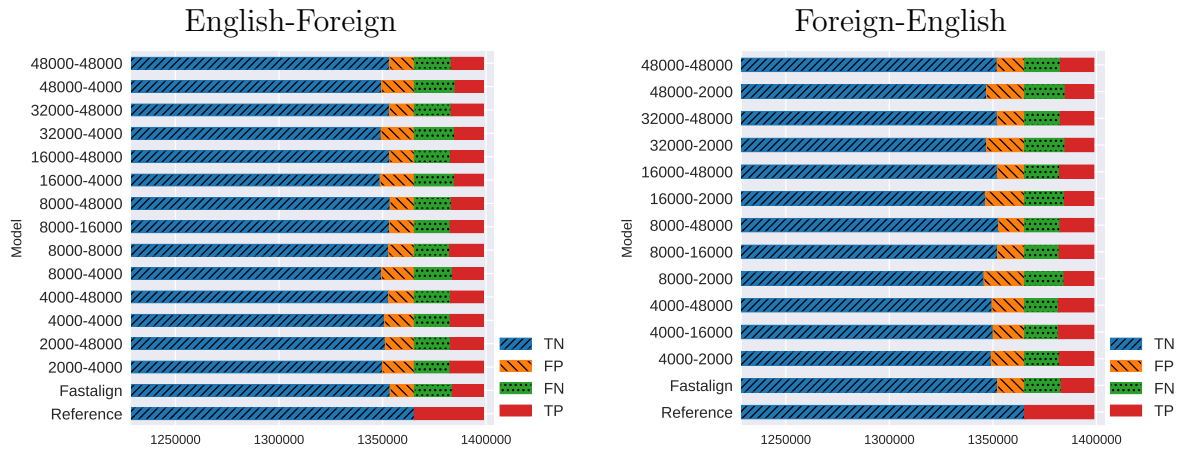 English-Foreign
48000-48000
48000-4000
32000-48000
32000-4000
16000-48000
16000-4000
8000-48000
8000-16000
8000-8000
8000-4000
4000-48000
4000-4000
2000-48000
2000-4000
Fastalign
Reference
Model
1250000 1300000 1350000 1400000
TN
FP
FN
TP
Foreign-English
48000-48000
48000-2000
32000-48000
32000-2000
16000-48000
16000-2000
8000-48000
8000-16000
8000-2000
4000-48000
4000-16000
4000-2000
Fastalign
Reference
Model
1250000 1300000 1350000 1400000
TN
FP
FN
TP